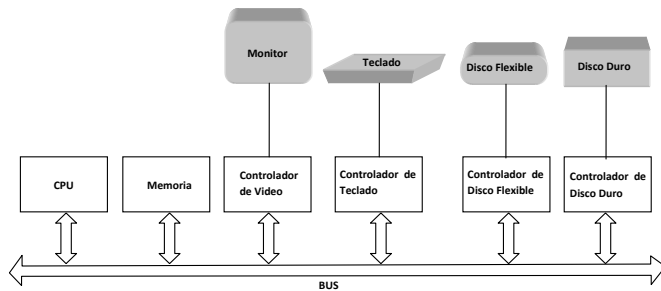 Monitor
Teclado
Disco Flexible
Disco Duro
CPU
Memoria
Controlador
de Video
Controlador de
Teclado
Controlador de
Disco Flexible
Controlador de
Disco Duro
BUS